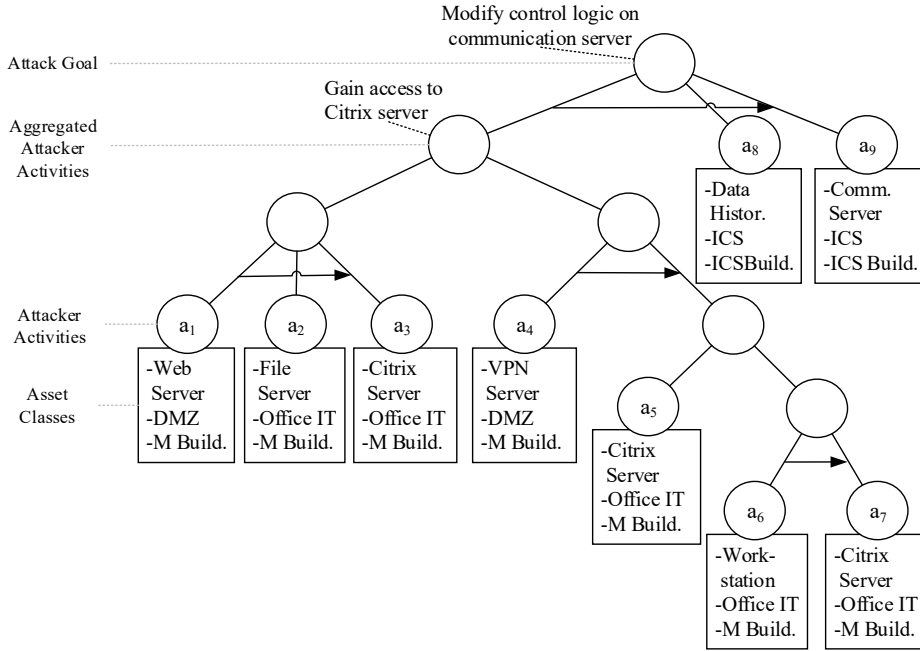 Modify control logic on
communication server
Attack Goal
Gain access to
Citrix server
Aggregated
Attacker
Activities
a8
a9
-Data
Histor.
-ICS
-ICSBuild.
-Comm.
Server
-ICS
-ICS Build.
Attacker
Activities
a1
a2
a3
a4
Asset
Classes
-Web
Server
-DMZ
-M Build.
-File
Server
-Office IT
-M Build.
-Citrix
Server
-Office IT
-M Build.
-VPN
Server
-DMZ
-M Build.
a5
-Citrix
Server
-Office IT
-M Build.
a6
a7
-Work-
station
-Office IT
-M Build.
-Citrix
Server
-Office IT
-M Build.